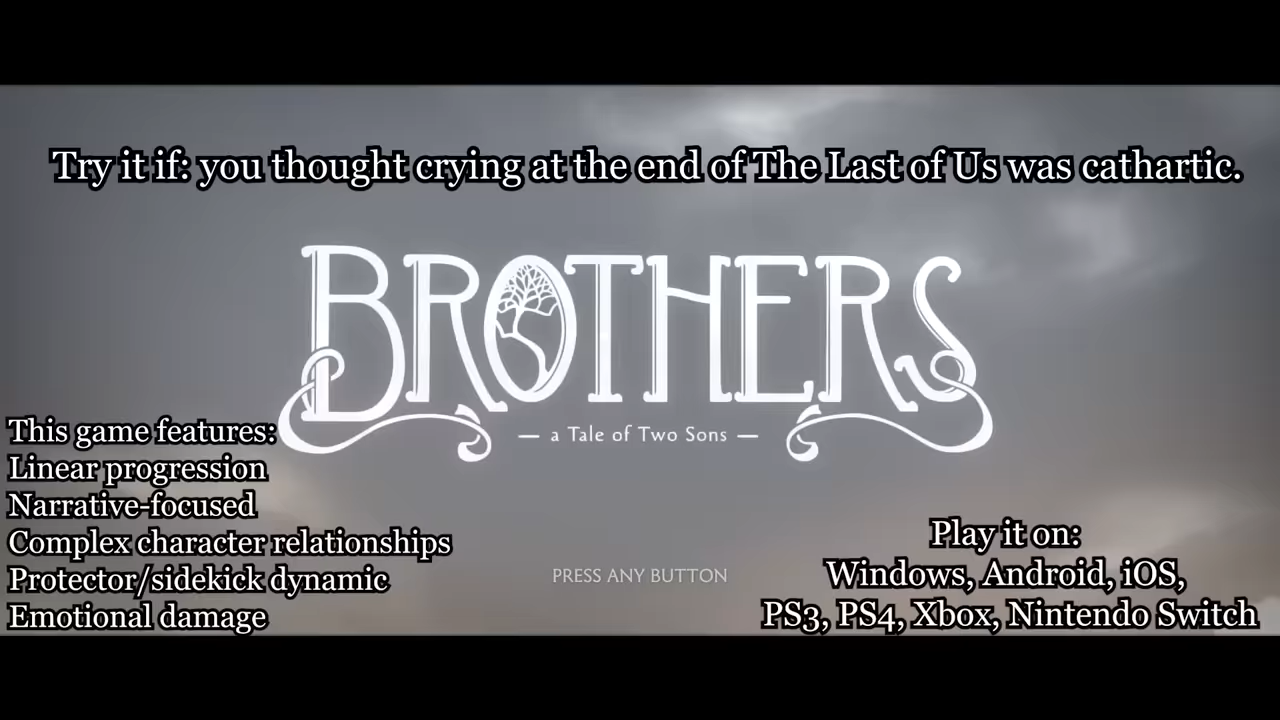 Try it if: you thought crying at the end of The Last of Us was cathartic.
BROTHERS
— a Tale of Two Sons —
This game features:
Linear progression
Narrative-focused
Complex character relationships
Protector/sidekick dynamic
Emotional damage
PRESS ANY BUTTON
Play it on:
Windows, Android, iOS,
PS3, PS4, Xbox, Nintendo Switch